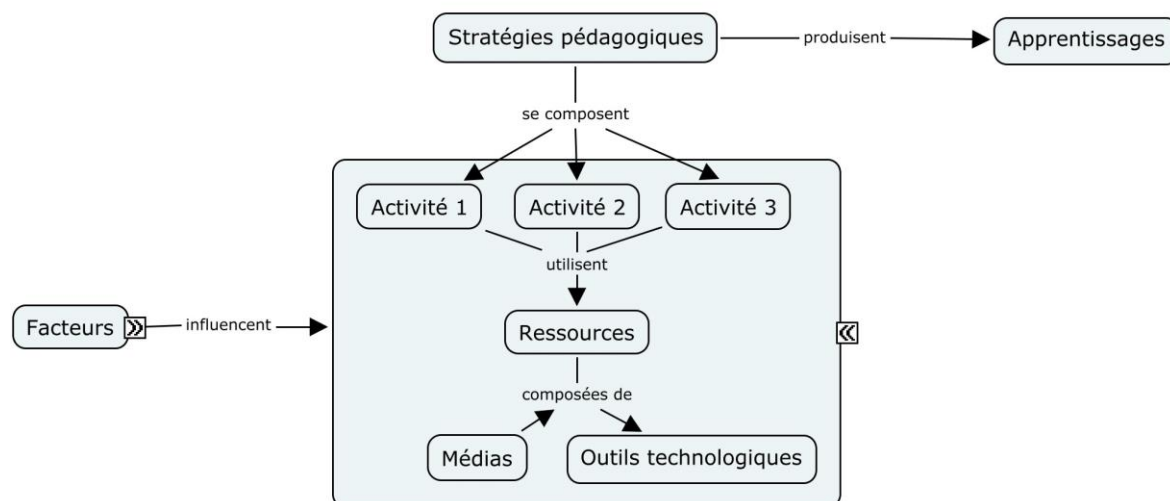 Stratégies pédagogiques
produisent
Apprentissages
se composent
Activité 1
Activité 2
Activité 3
utilisent
Facteurs
influencent
Ressources
composées de
Médias
Outils technologiques